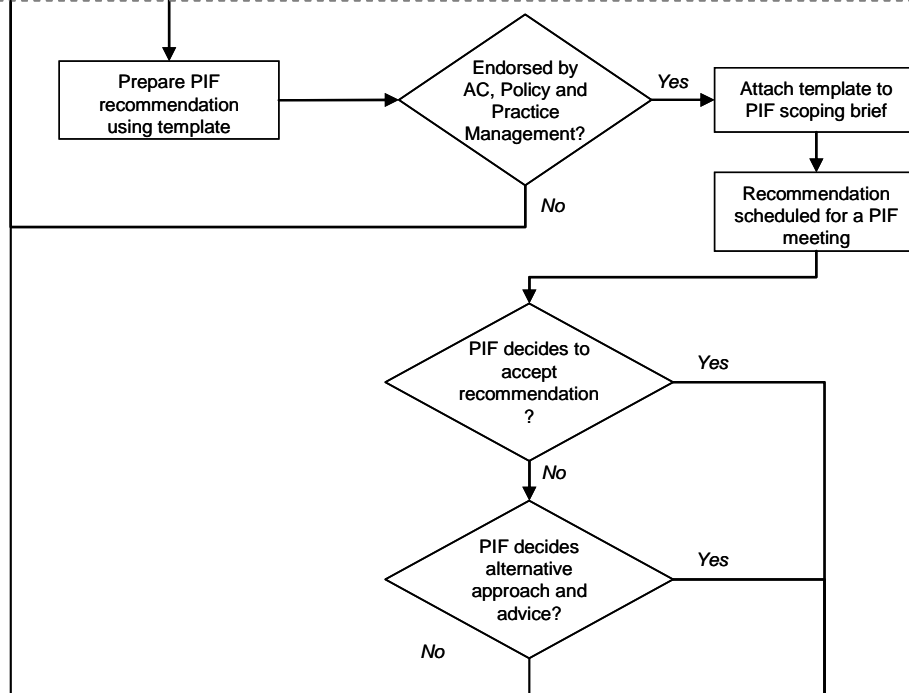 Prepare PIF
recommendation
using template
Endorsed by
AC, Policy and
Practice
Management?
Yes
Attach template to
PIF scoping brief
No
Recommendation
scheduled for a PIF
meeting
PIF decides to
accept
recommendation
?
Yes
No
PIF decides
alternative
approach and
advice?
Yes
No